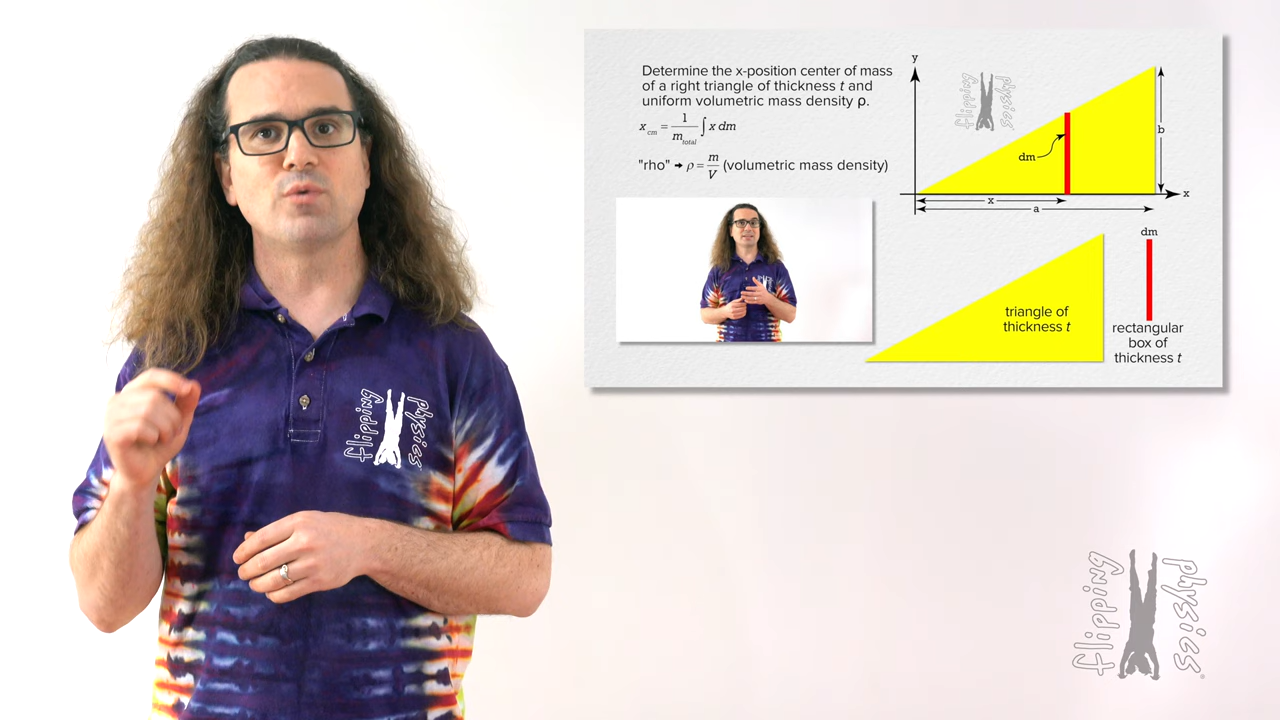 Determine the x-position center of mass
of a right triangle of thickness t and
uniform volumetric mass density ρ.
x_cm = 1/m_total ∫ x dm
"rho" → ρ = m/V (volumetric mass density)
y
flipping physics
dm
b
x
x
a
dm
triangle of
thickness t
rectangular
box of
thickness t
flipping physics
flipping physics